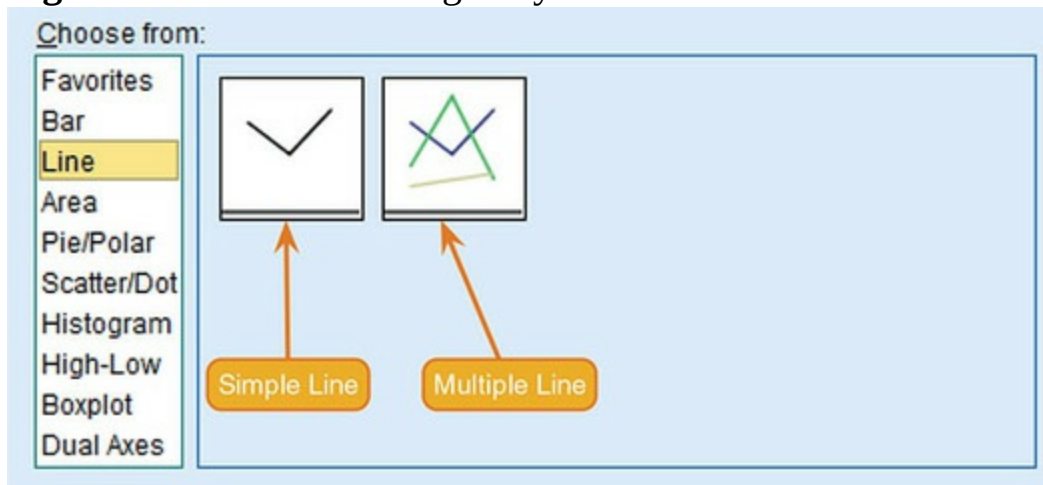 Choose from:
Favorites
Bar
Line
Area
Pie/Polar
Scatter/Dot
Histogram
High-Low
Boxplot
Dual Axes
Simple Line
Multiple Line